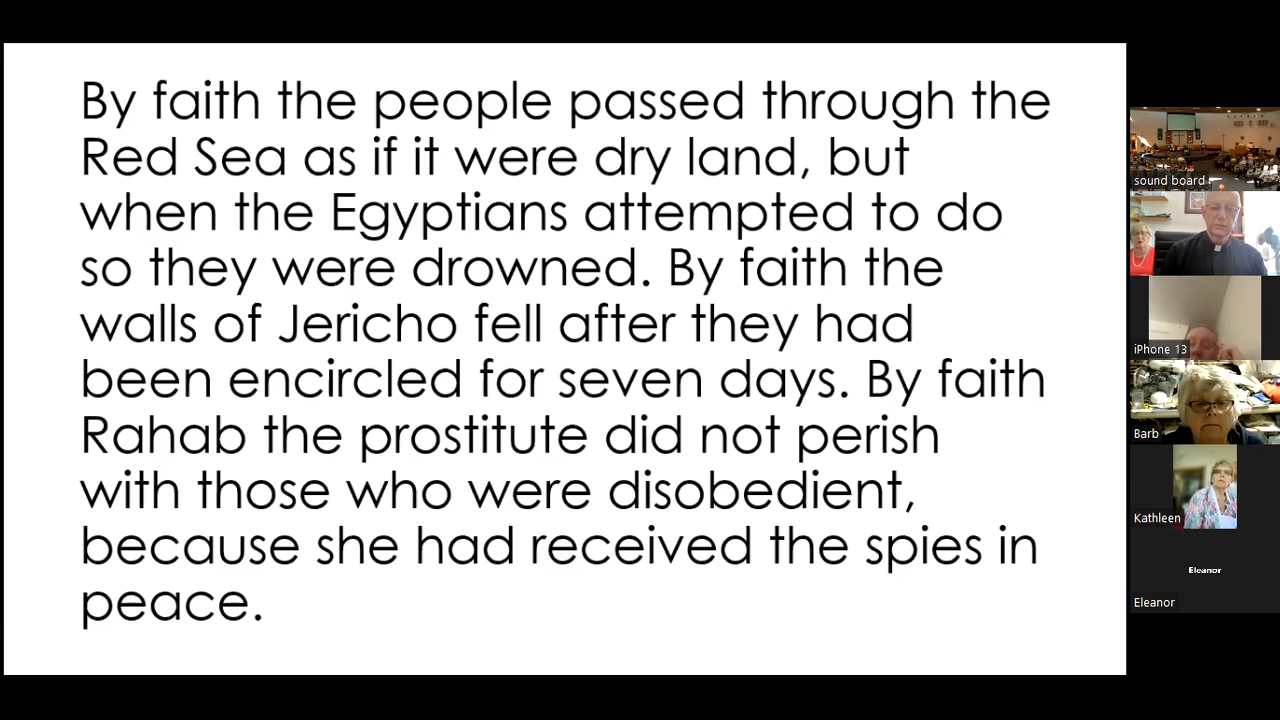 By faith the people passed through the
Red Sea as if it were dry land, but
when the Egyptians attempted to do
so they were drowned. By faith the
walls of Jericho fell after they had
been encircled for seven days. By faith
Rahab the prostitute did not perish
with those who were disobedient,
because she had received the spies in
peace.
sound board
iPhone 13
Barb
Kathleen
Eleanor
Eleanor